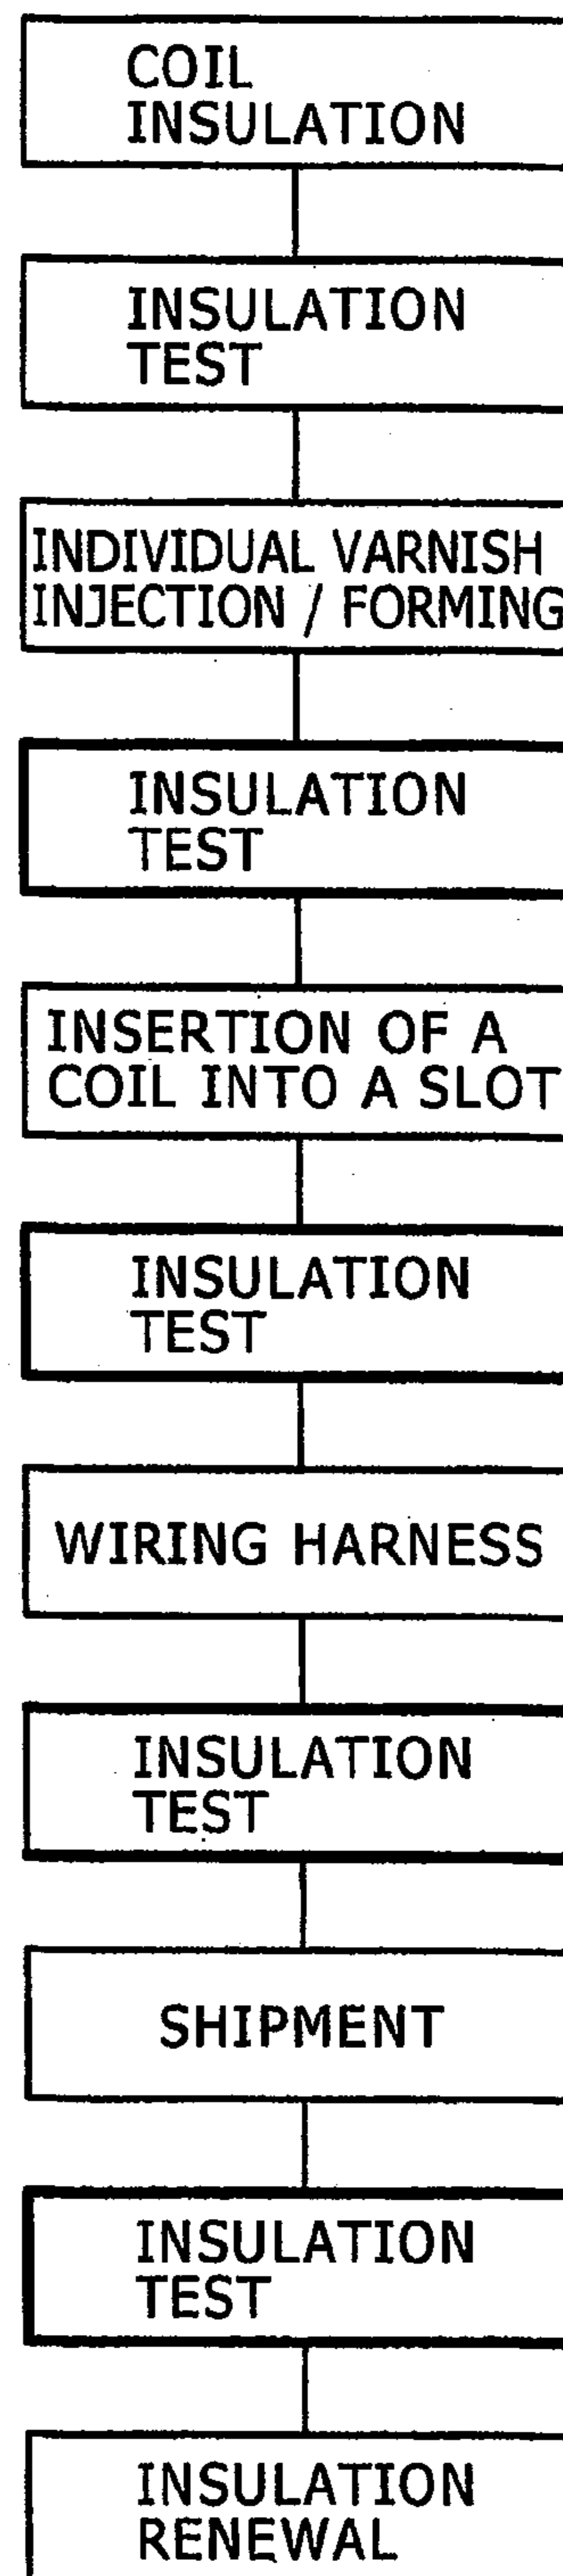 COIL
INSULATION
INSULATION
TEST
INDIVIDUAL VARNISH
INJECTION / FORMING
INSULATION
TEST
INSERTION OF A
COIL INTO A SLOT
INSULATION
TEST
WIRING HARNESS
INSULATION
TEST
SHIPMENT
INSULATION
TEST
INSULATION
RENEWAL